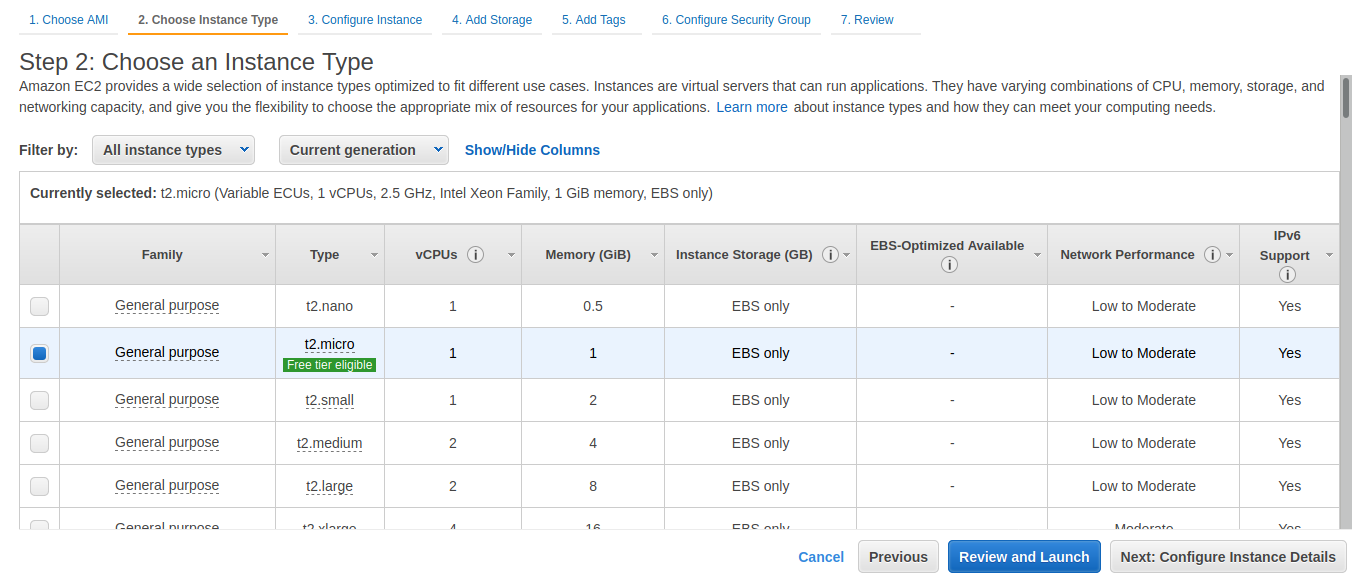 1. Choose AMI 2. Choose Instance Type 3. Configure Instance 4. Add Storage 5. Add Tags 6. Configure Security Group 7. Review
Step 2: Choose an Instance Type
Amazon EC2 provides a wide selection of instance types optimized to fit different use cases. Instances are virtual servers that can run applications. They have varying combinations of CPU, memory, storage, and
networking capacity, and give you the flexibility to choose the appropriate mix of resources for your applications. Learn more about instance types and how they can meet your computing needs.
Filter by: All instance types Current generation Show/Hide Columns
Currently selected: t2.micro (Variable ECUs, 1 vCPUs, 2.5 GHz, Intel Xeon Family, 1 GiB memory, EBS only)
Family Type vCPUs i Memory (GiB) Instance Storage (GB) i EBS-Optimized Available i Network Performance i IPv6 Support i
General purpose t2.nano 1 0.5 EBS only - Low to Moderate Yes
General purpose t2.micro Free tier eligible 1 1 EBS only - Low to Moderate Yes
General purpose t2.small 1 2 EBS only - Low to Moderate Yes
General purpose t2.medium 2 4 EBS only - Low to Moderate Yes
General purpose t2.large 2 8 EBS only - Low to Moderate Yes
General purpose t2.xlarge 4 16 EBS only Moderate Yes
Cancel Previous Review and Launch Next: Configure Instance Details